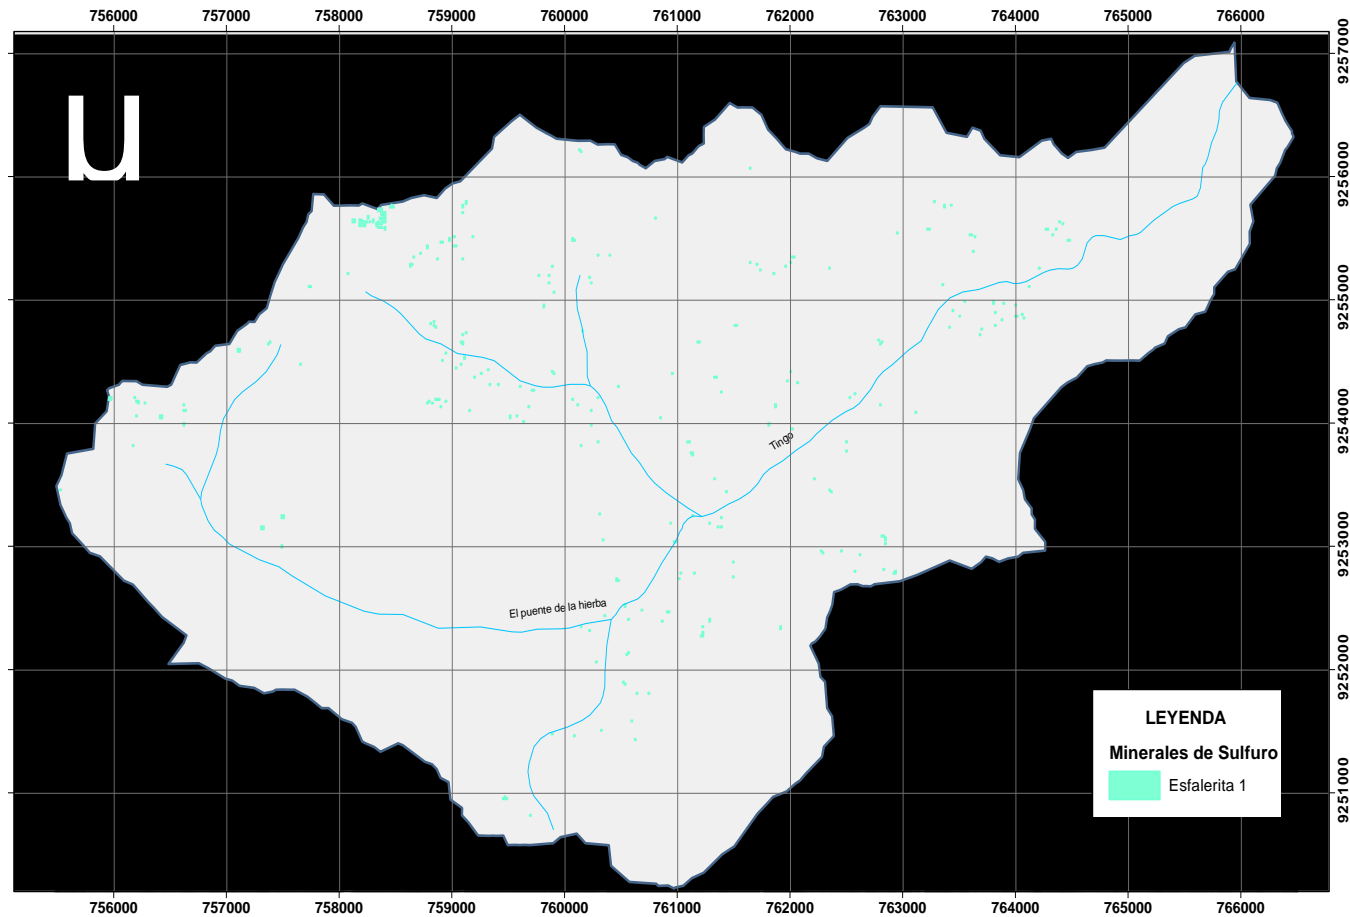 756000 757000 758000 759000 760000 761000 762000 763000 764000 765000 766000
9257000
9256000
9255000
9254000
9253000
9252000
9251000
µ
Tingo
El puente de la hierba
LEYENDA
Minerales de Sulfuro
Esfalerita 1
756000 757000 758000 759000 760000 761000 762000 763000 764000 765000 766000